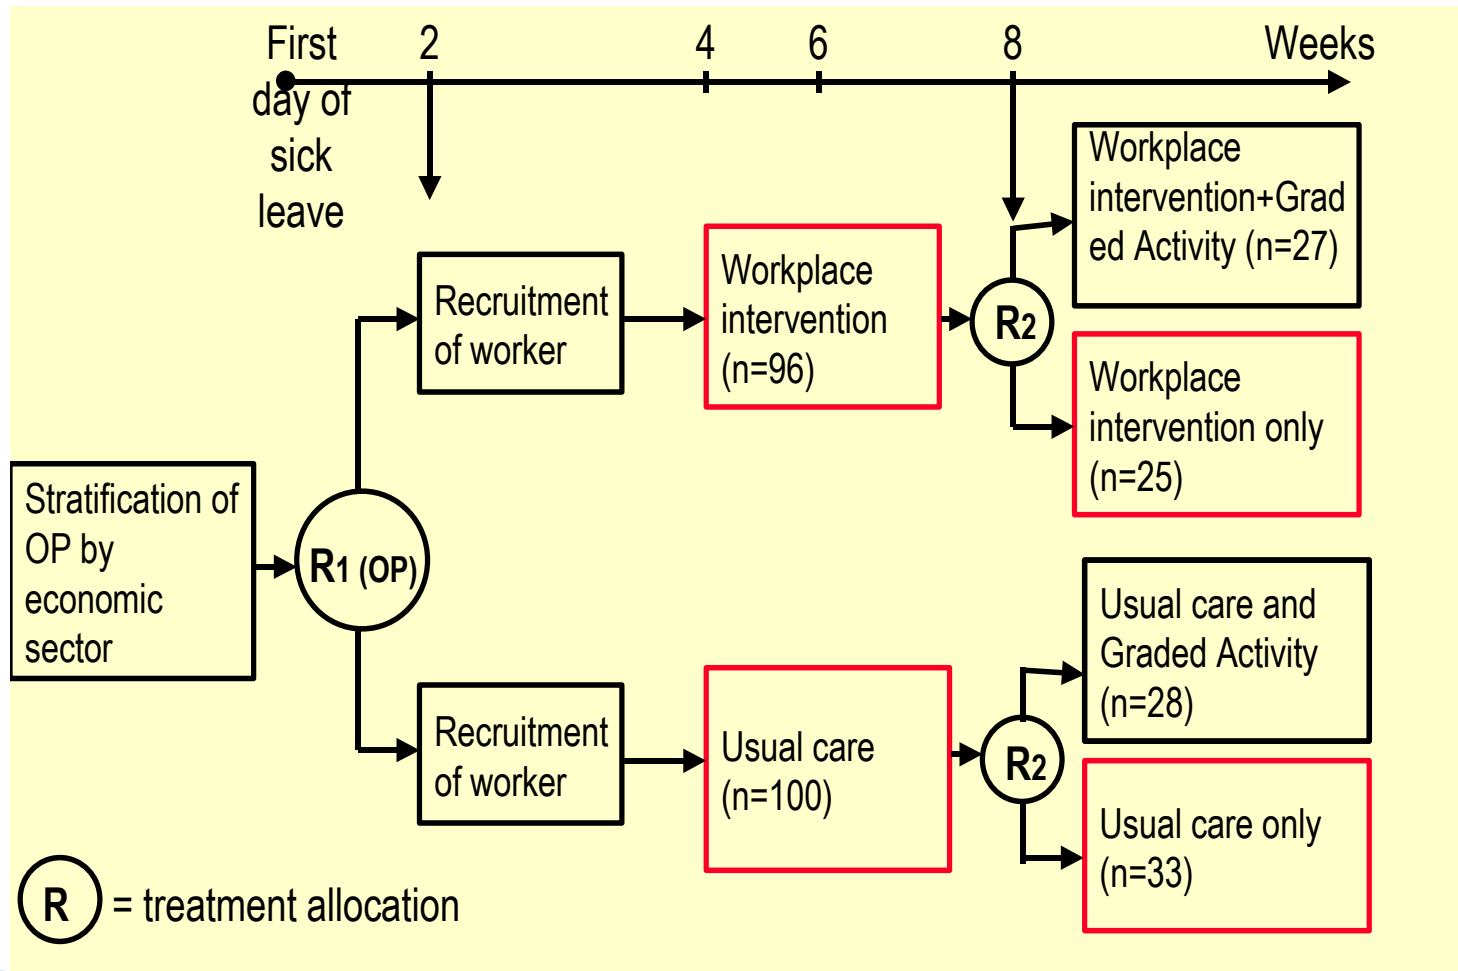 First
day of
sick
leave
2
4
6
8
Weeks
Workplace
intervention+Grad
ed Activity (n=27)
Recruitment
of worker
Workplace
intervention
(n=96)
R2
Workplace
intervention only
(n=25)
Stratification of
OP by
economic
sector
R1 (OP)
Usual care and
Graded Activity
(n=28)
Recruitment
of worker
Usual care
(n=100)
R2
Usual care only
(n=33)
R = treatment allocation